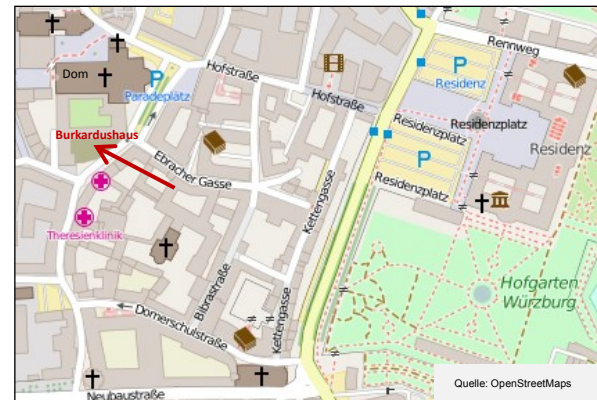 Rennweg
Dom
P
Hofstraße
P
Residenz
Paradeplatz
Hofstraße
Residenzplatz
Residenzplatz
Burkardushaus
Residenz
P
Ebracher Gasse
Residenzplatz
Kettengasse
Theresienklinik
Hofgarten
Würzburg
Bibrastraße
Domerschulstraße
Kettengasse
Quelle: OpenStreetMaps
Neubaustraße